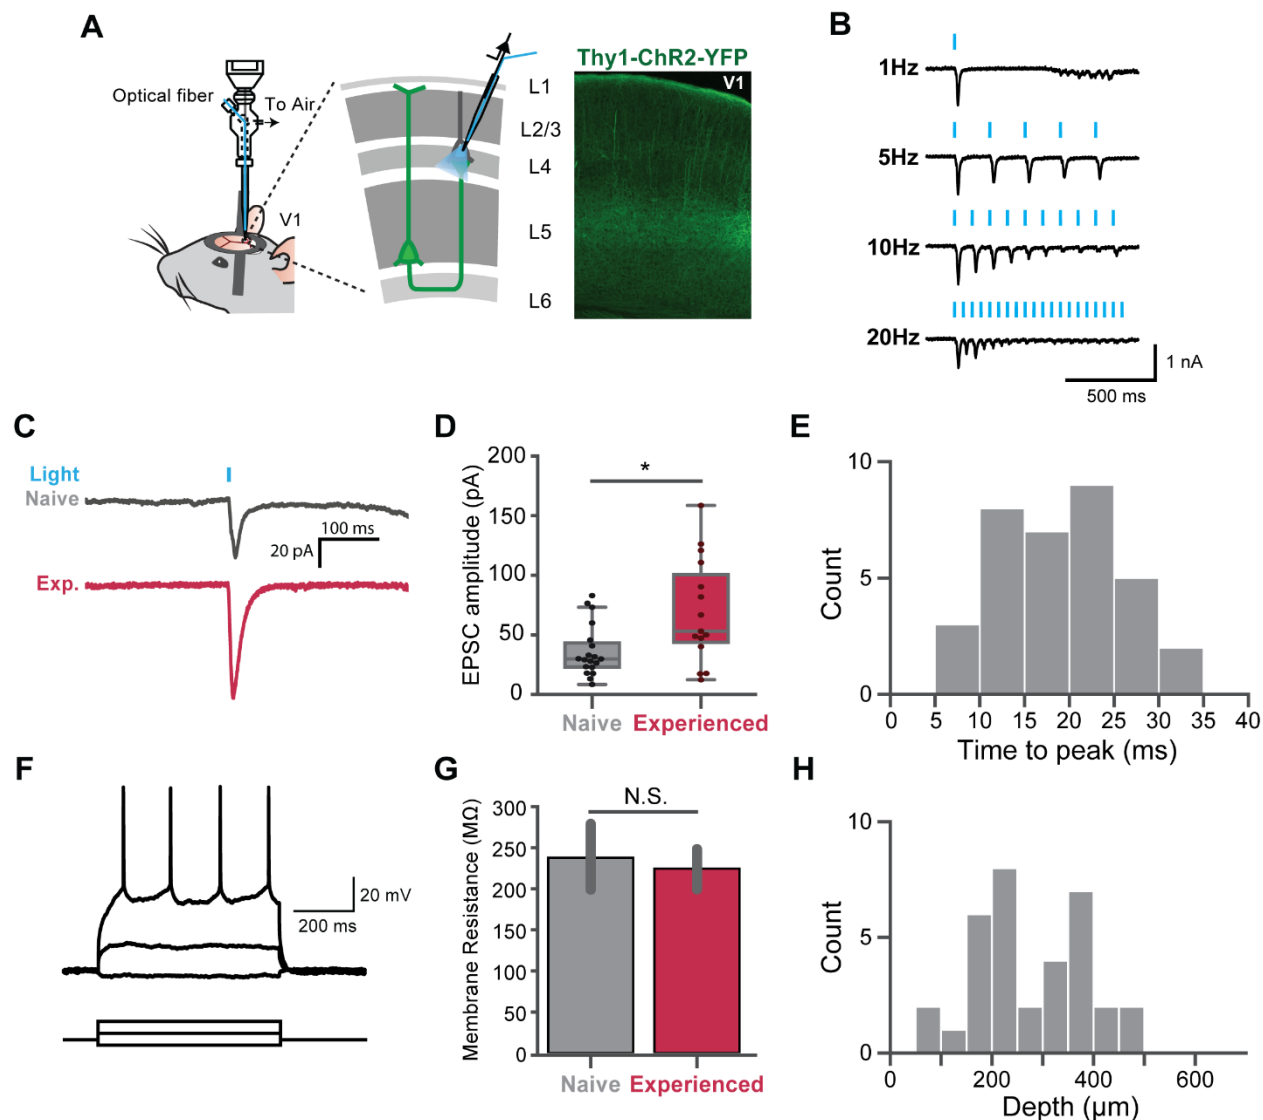 A
Optical fiber
To Air
V1
L1
L2/3
L4
L5
L6
Thy1-ChR2-YFP
V1
B
1Hz
5Hz
10Hz
20Hz
1 nA
500 ms
C
Light
Naive
100 ms
20 pA
Exp.
D
EPSC amplitude (pA)
200
150
100
50
0
*
Naive
Experienced
E
Count
10
5
0
0 5 10 15 20 25 30 35 40
Time to peak (ms)
F
20 mV
200 ms
G
Membrane Resistance (MΩ)
300
250
200
150
100
50
0
N.S.
Naive
Experienced
H
Count
10
5
0
0 200 400 600
Depth (μm)